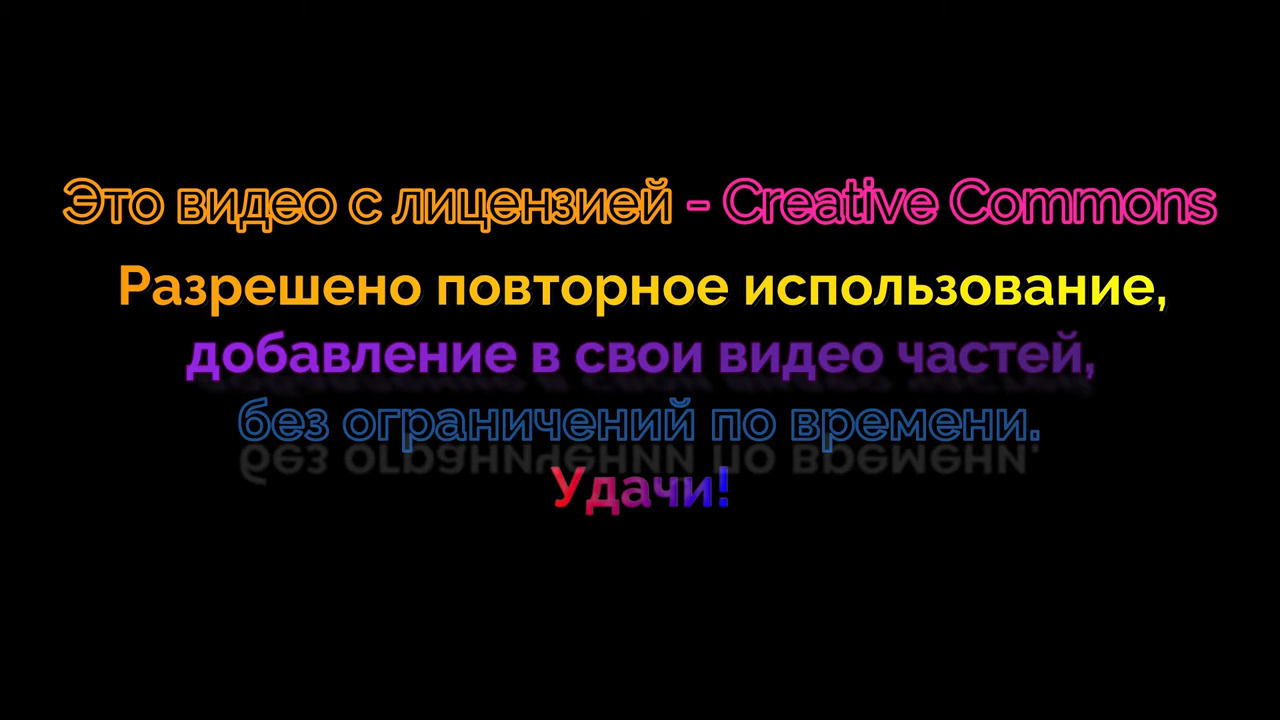 Это видео с лицензией - Creative Commons
Разрешено повторное использование,
добавление в свои видео частей,
без ограничений по времени.
Удачи!